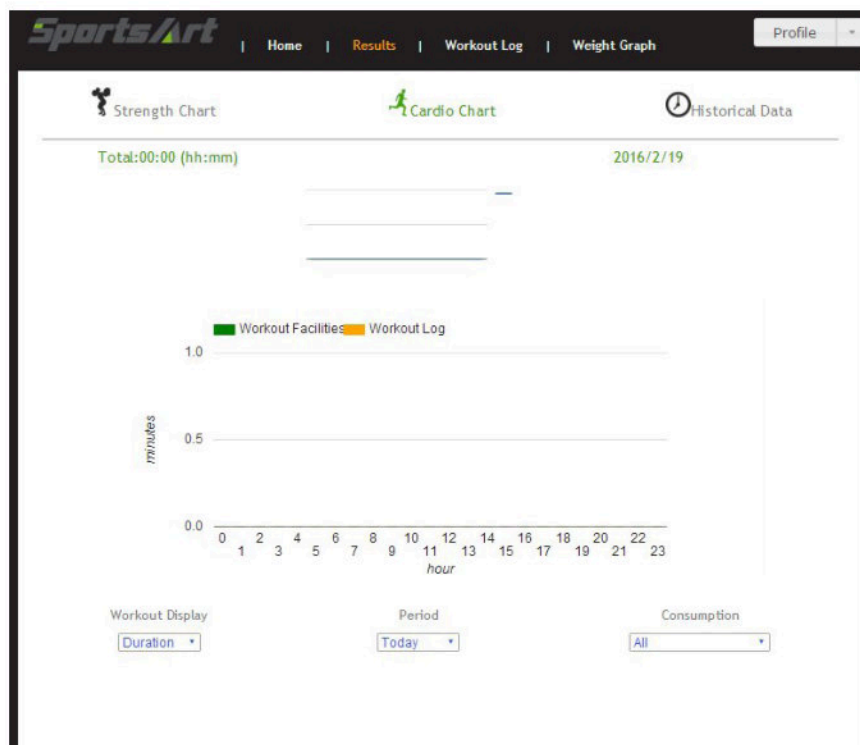 SportsArt
| Home | Results | Workout Log | Weight Graph
Profile
Strength Chart Cardio Chart Historical Data
Total:00:00 (hh:mm) 2016/2/19
Workout Facilities Workout Log
1.0
minutes
0.5
0.0
0 2 4 6 8 10 12 14 16 18 20 22
1 3 5 7 9 11 13 15 17 19 21 23
hour
Workout Display Period Consumption
Duration Today All